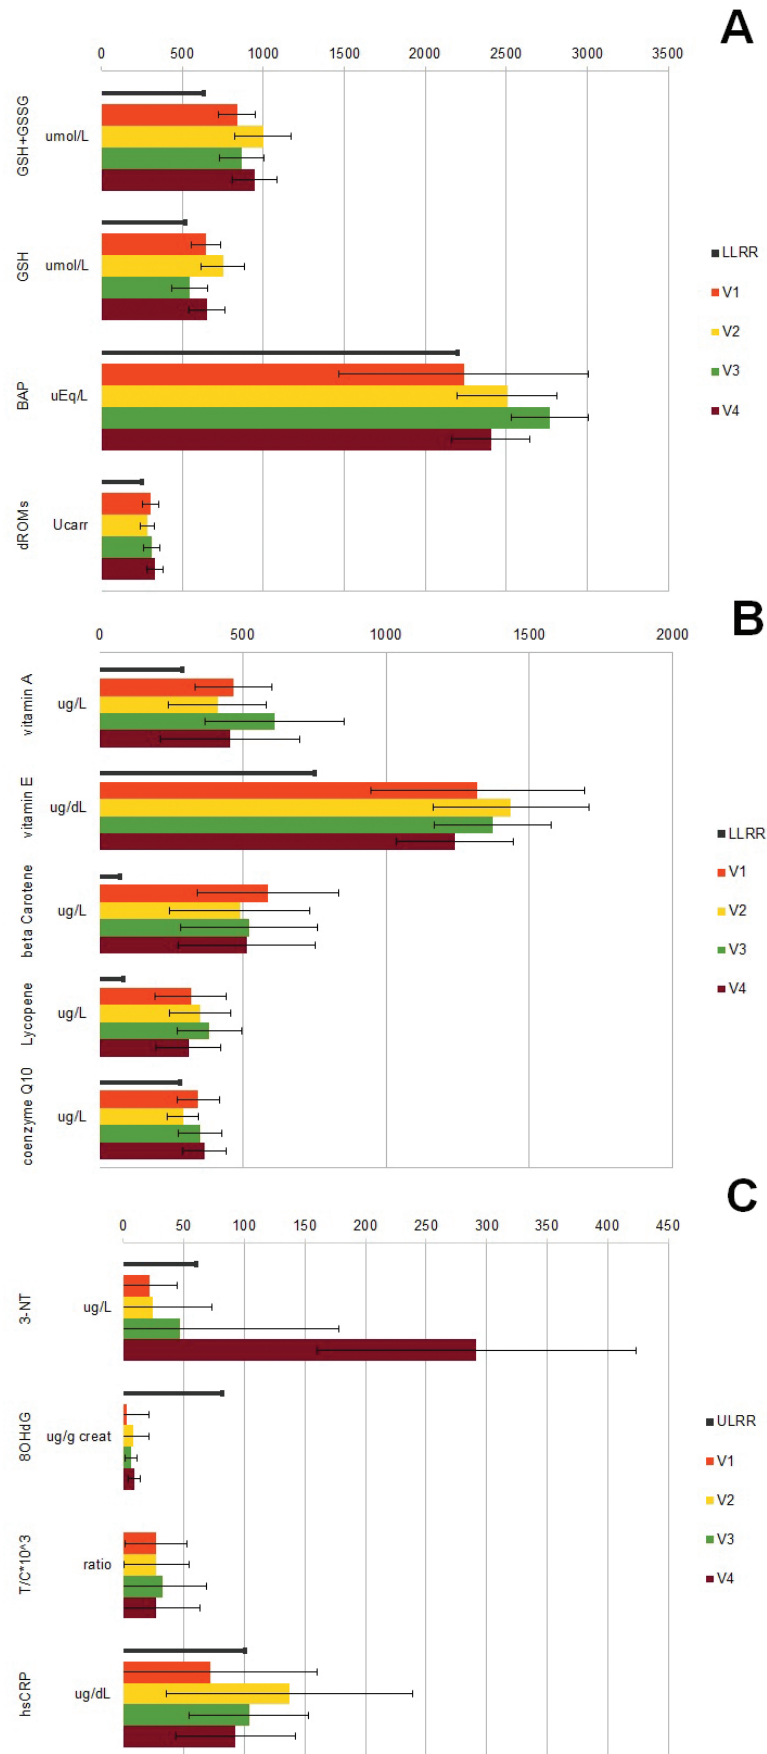 A
0 500 1000 1500 2000 2500 3000 3500
GSH+GSSG
umol/L
GSH
umol/L
BAP
uEq/L
dROMs
Ucarr
LLRR
V1
V2
V3
V4
B
0 500 1000 1500 2000
vitamin A
ug/L
vitamin E
ug/dL
beta Carotene
ug/L
Lycopene
ug/L
coenzyme Q10
ug/L
LLRR
V1
V2
V3
V4
C
0 50 100 150 200 250 300 350 400 450
3-NT
ug/L
8OHdG
ug/g creat
T/C*10^3
ratio
hsCRP
ug/dL
ULRR
V1
V2
V3
V4